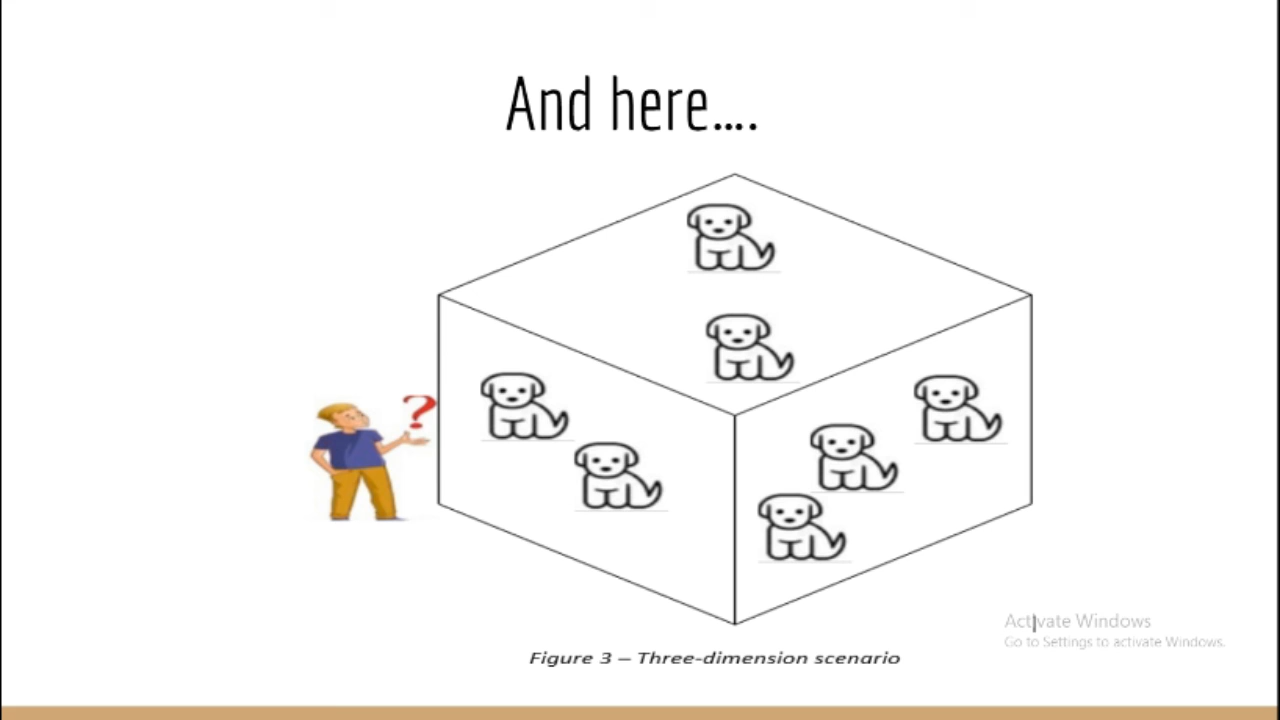 And here....
?
Activate Windows
Go to Settings to activate Windows.
Figure 3 – Three-dimension scenario